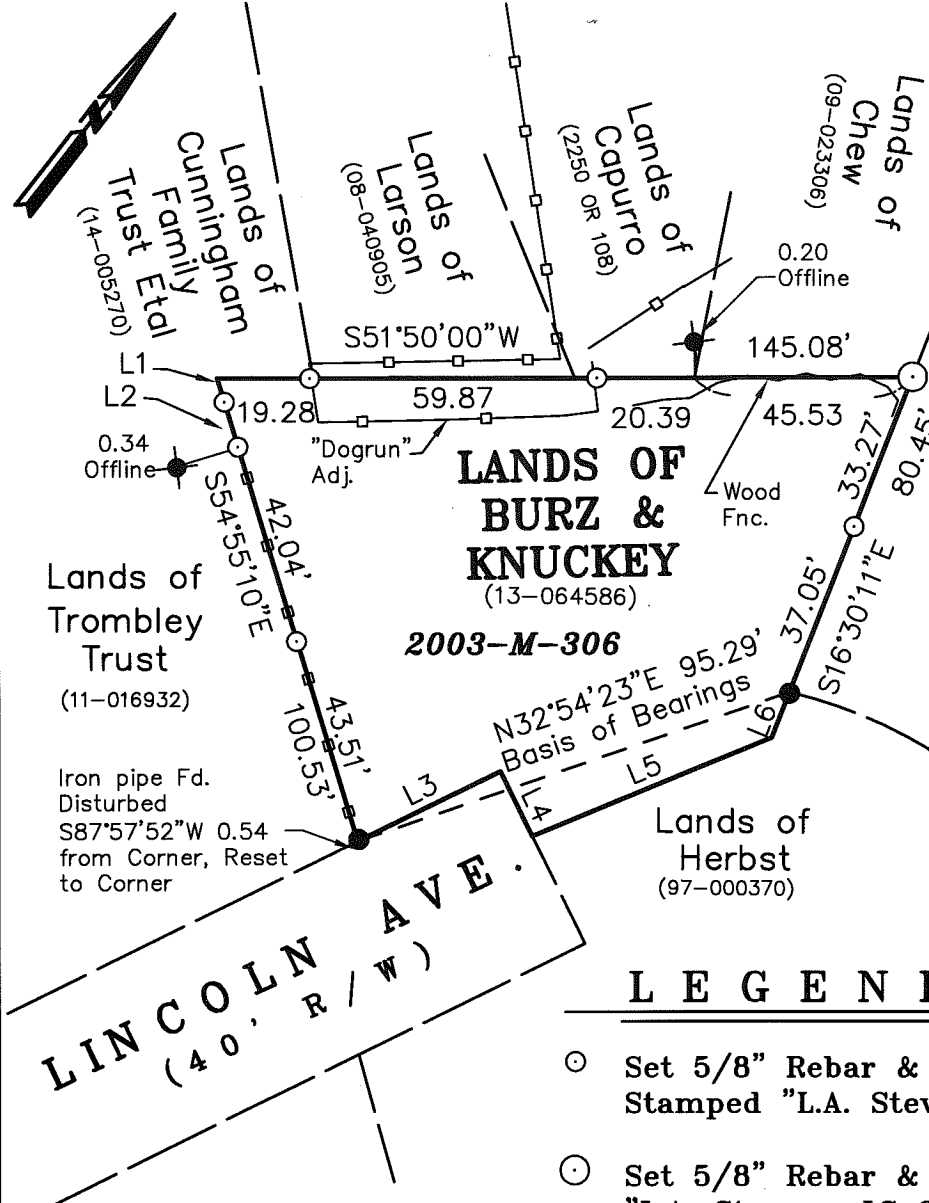 N
Lands of
Cunningham
Family
Trust Etal
(14-005270)
Lands of
Larson
(08-040905)
Lands of
Capurro
(2250 OR 108)
Lands of
Chew
(09-023306)
0.20
Offline
S51°50'00"W
145.08'
L1
L2
19.28
59.87
20.39
45.53
0.34
Offline
"Dogrun"
Adj.
Wood
Fnc.
33.27'
80.45'
LANDS OF
BURZ &
KNUCKEY
(13-064586)
2003-M-306
S54°55'10"E
42.04'
43.51'
100.53'
37.05'
S16°30'11"E
Lands of
Trombley
Trust
(11-016932)
N32°54'23"E 95.29'
Basis of Bearings
L3
L4
L5
L6
Iron pipe Fd.
Disturbed
S87°57'52"W 0.54
from Corner, Reset
to Corner
Lands of
Herbst
(97-000370)
LINCOLN AVE.
(40' R/W)
LEGEN
Set 5/8" Rebar &
Stamped "L.A. Stev
Set 5/8" Rebar &